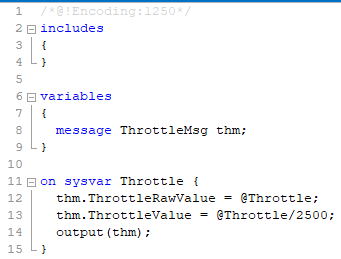 1 /*@!Encoding:1250*/
2 includes
3 {
4 }
5
6 variables
7 {
8 message ThrottleMsg thm;
9 }
10
11 on sysvar Throttle {
12 thm.ThrottleRawValue = @Throttle;
13 thm.ThrottleValue = @Throttle/2500;
14 output(thm);
15 }